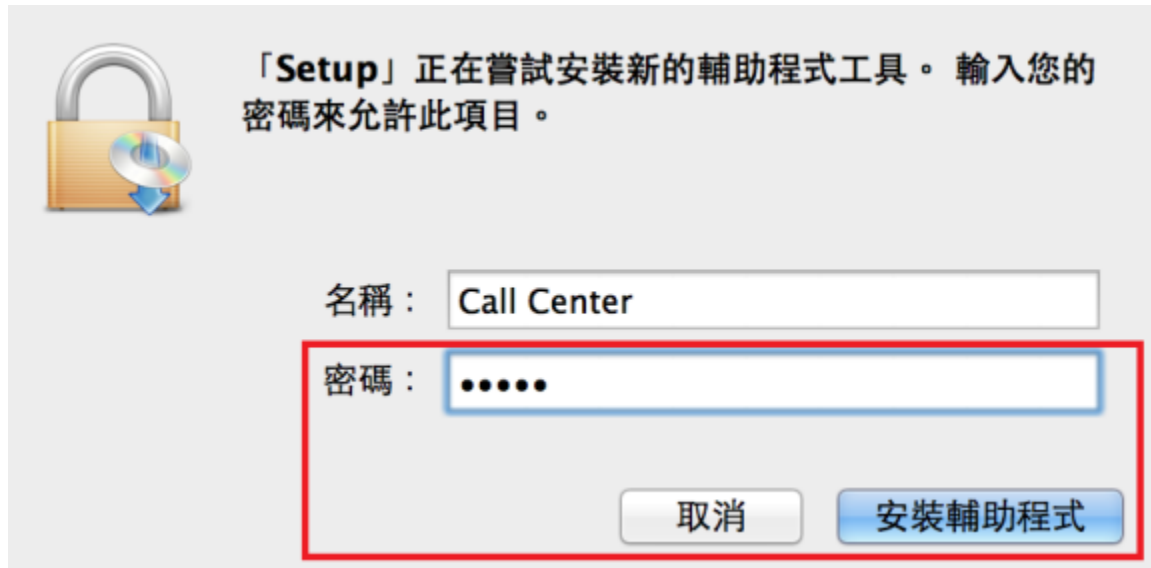 「Setup」正在嘗試安裝新的輔助程式工具。 輸入您的
密碼來允許此項目。
名稱： Call Center
密碼： •••••
取消 安裝輔助程式